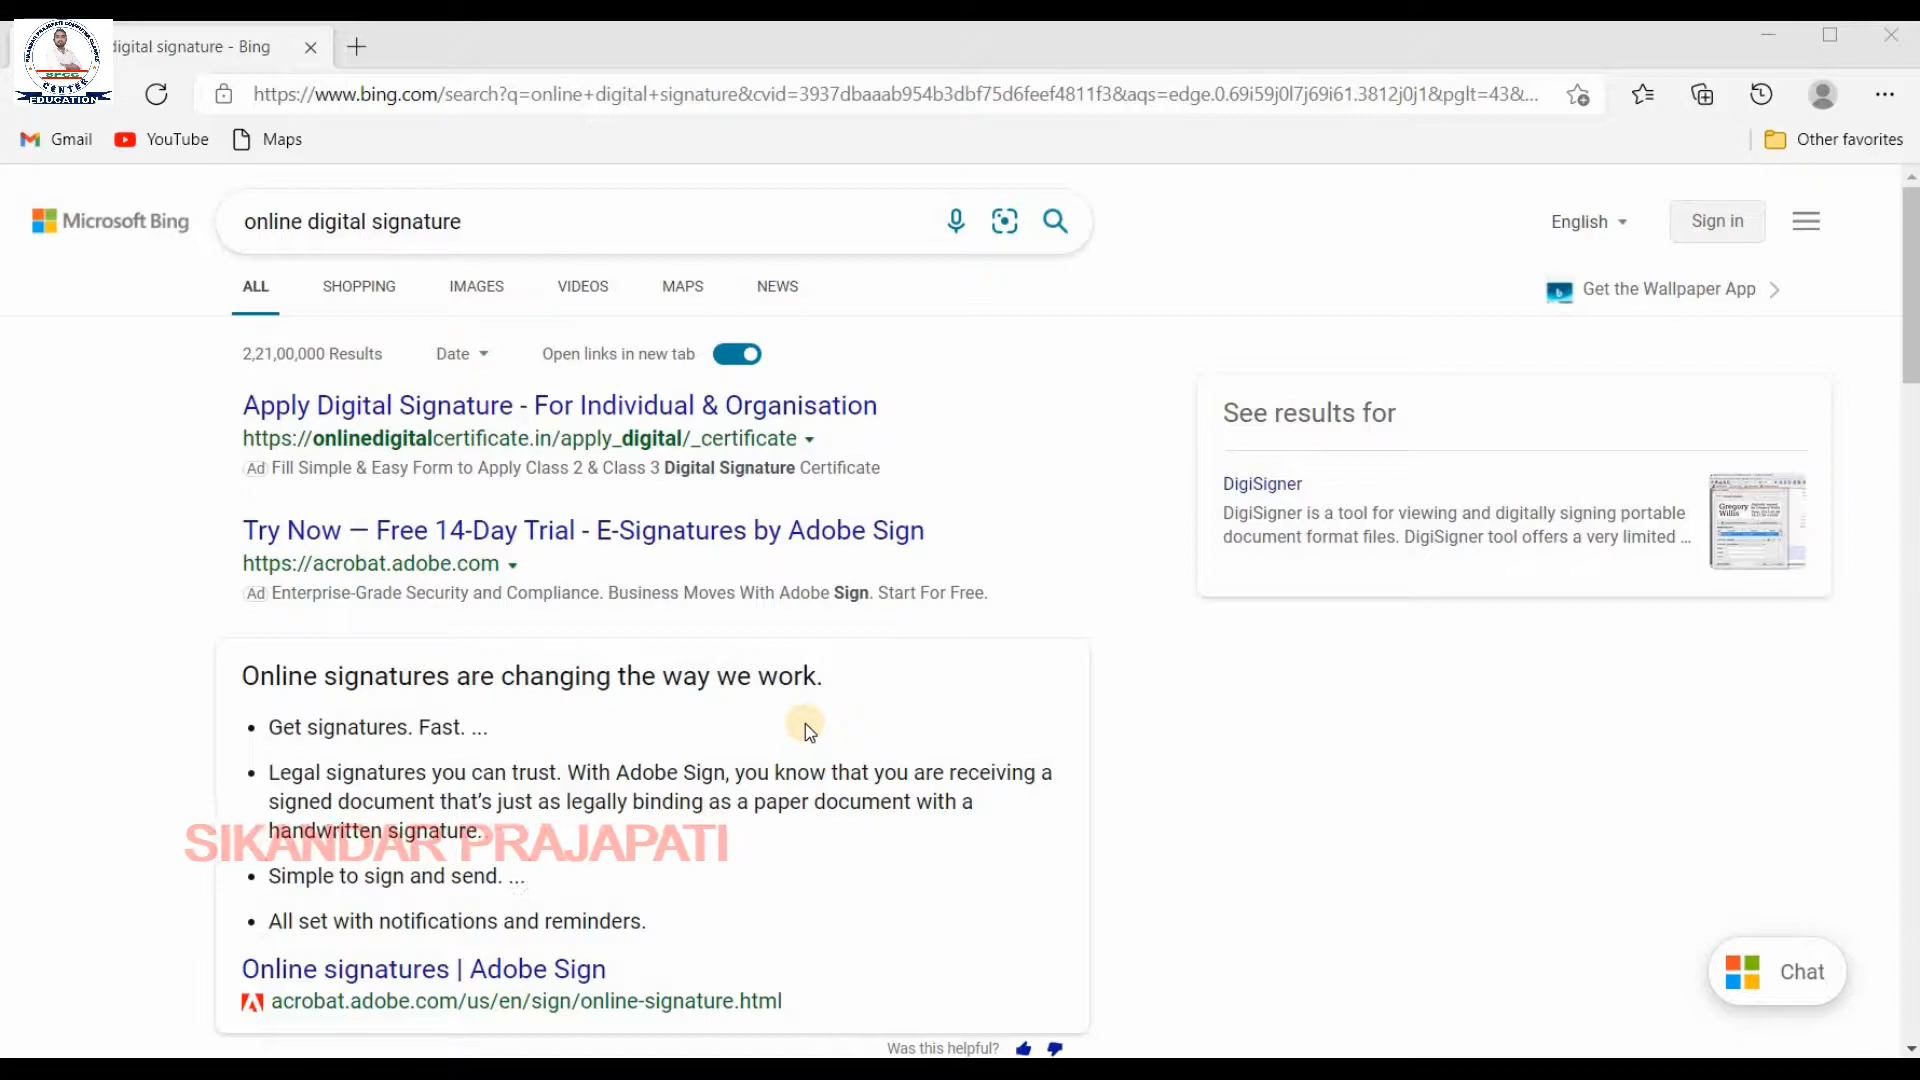 digital signature - Bing
SPCC
CENTER
EDUCATION
https://www.bing.com/search?q=online+digital+signature&cvid=3937dbaaab954b3dbf75d6feef4811f3&aqs=edge.0.69i59j0l7j69i61.3812j0j1&pglt=43&...
Gmail
YouTube
Maps
Other favorites
Microsoft Bing
online digital signature
English
Sign in
ALL
SHOPPING
IMAGES
VIDEOS
MAPS
NEWS
Get the Wallpaper App
2,21,00,000 Results
Date
Open links in new tab
Apply Digital Signature - For Individual & Organisation
https://onlinedigitalcertificate.in/apply_digital/_certificate
Ad Fill Simple & Easy Form to Apply Class 2 & Class 3 Digital Signature Certificate
Try Now — Free 14-Day Trial - E-Signatures by Adobe Sign
https://acrobat.adobe.com
Ad Enterprise-Grade Security and Compliance. Business Moves With Adobe Sign. Start For Free.
See results for
DigiSigner
DigiSigner is a tool for viewing and digitally signing portable
document format files. DigiSigner tool offers a very limited ...
Gregory
Willis
Online signatures are changing the way we work.
• Get signatures. Fast. ...
• Legal signatures you can trust. With Adobe Sign, you know that you are receiving a
signed document that's just as legally binding as a paper document with a
handwritten signature.
SIKANDAR PRAJAPATI
• Simple to sign and send. ...
• All set with notifications and reminders.
Online signatures | Adobe Sign
acrobat.adobe.com/us/en/sign/online-signature.html
Chat
Was this helpful?